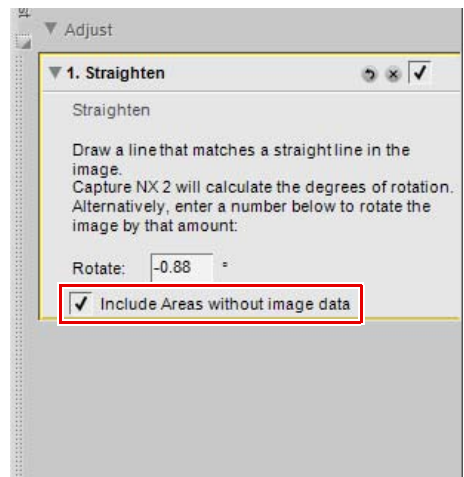 Adjust
1. Straighten
Straighten
Draw a line that matches a straight line in the
image.
Capture NX 2 will calculate the degrees of rotation.
Alternatively, enter a number below to rotate the
image by that amount:
Rotate: -0.88 °
Include Areas without image data